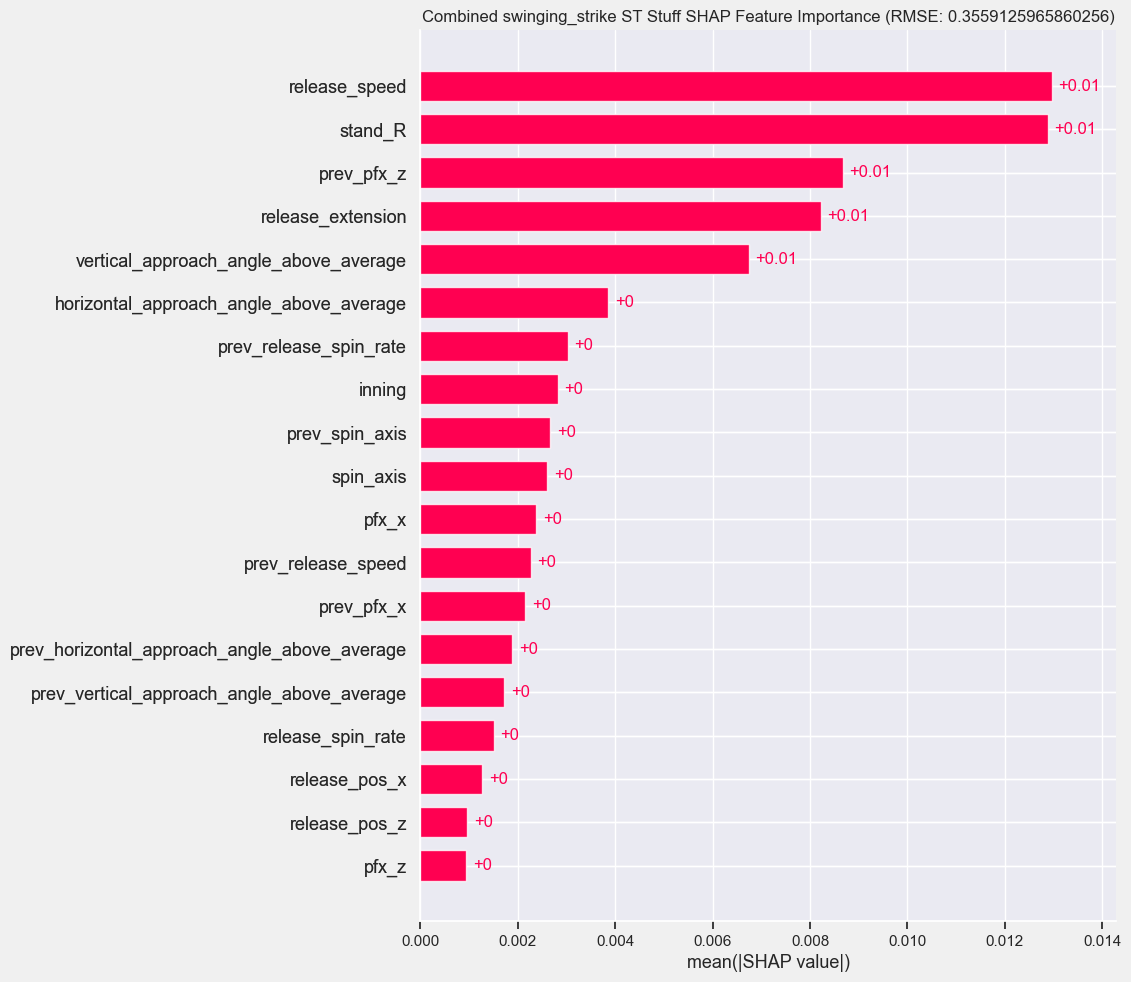 Combined swinging_strike ST Stuff SHAP Feature Importance (RMSE: 0.3559125965860256)
release_speed +0.01
stand_R +0.01
prev_pfx_z +0.01
release_extension +0.01
vertical_approach_angle_above_average +0.01
horizontal_approach_angle_above_average +0
prev_release_spin_rate +0
inning +0
prev_spin_axis +0
spin_axis +0
pfx_x +0
prev_release_speed +0
prev_pfx_x +0
prev_horizontal_approach_angle_above_average +0
prev_vertical_approach_angle_above_average +0
release_spin_rate +0
release_pos_x +0
release_pos_z +0
pfx_z +0
0.000 0.002 0.004 0.006 0.008 0.010 0.012 0.014
mean(|SHAP value|)